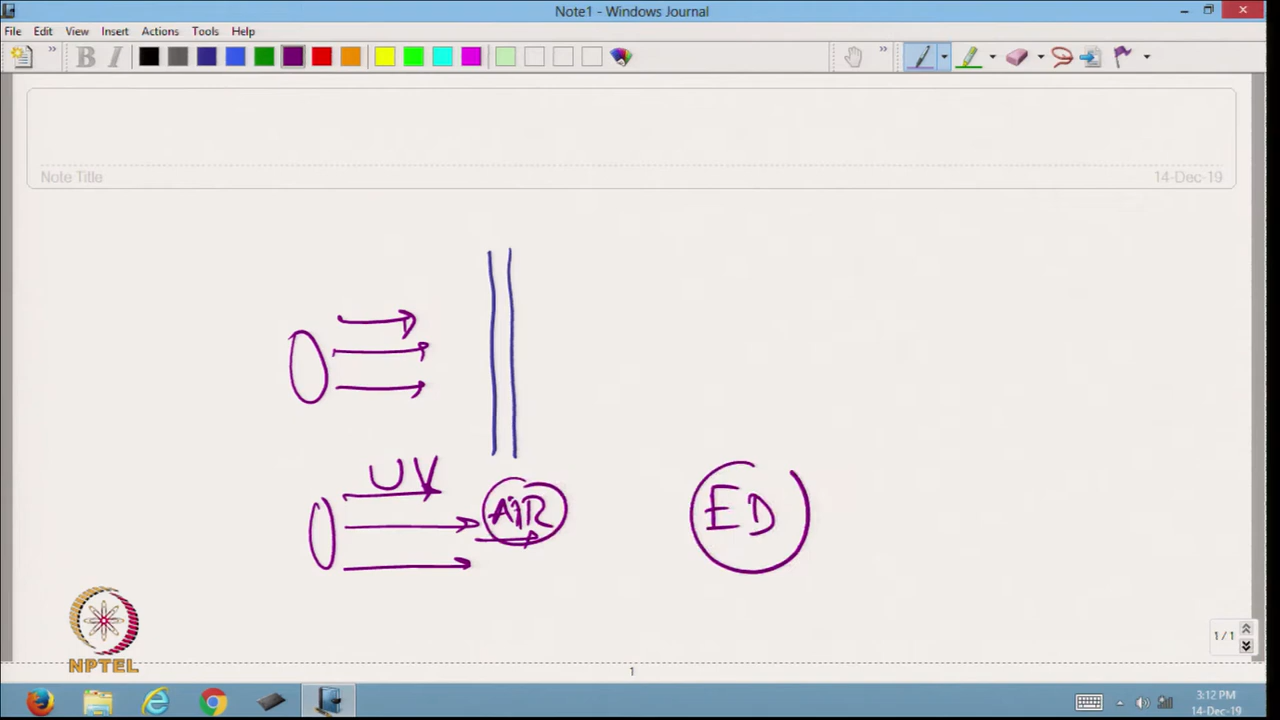 Note1 - Windows Journal
File Edit View Insert Actions Tools Help
B I
Note Title
14-Dec-19
UV
AIR
ED
NPTEL
1 / 1
1
3:12 PM
14-Dec-19